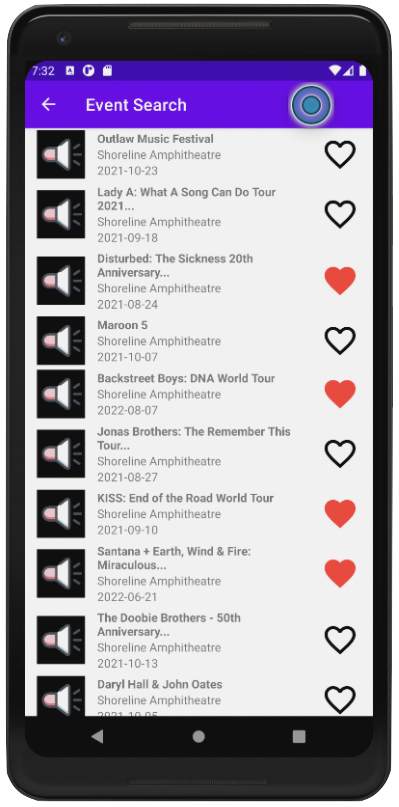 7:32
Event Search
Outlaw Music Festival
Shoreline Amphitheatre
2021-10-23
Lady A: What A Song Can Do Tour
2021...
Shoreline Amphitheatre
2021-09-18
Disturbed: The Sickness 20th
Anniversary...
Shoreline Amphitheatre
2021-08-24
Maroon 5
Shoreline Amphitheatre
2021-10-07
Backstreet Boys: DNA World Tour
Shoreline Amphitheatre
2022-08-07
Jonas Brothers: The Remember This
Tour...
Shoreline Amphitheatre
2021-08-27
KISS: End of the Road World Tour
Shoreline Amphitheatre
2021-09-10
Santana + Earth, Wind & Fire:
Miraculous...
Shoreline Amphitheatre
2022-06-21
The Doobie Brothers - 50th
Anniversary...
Shoreline Amphitheatre
2021-10-13
Daryl Hall & John Oates
Shoreline Amphitheatre
2021-10-05